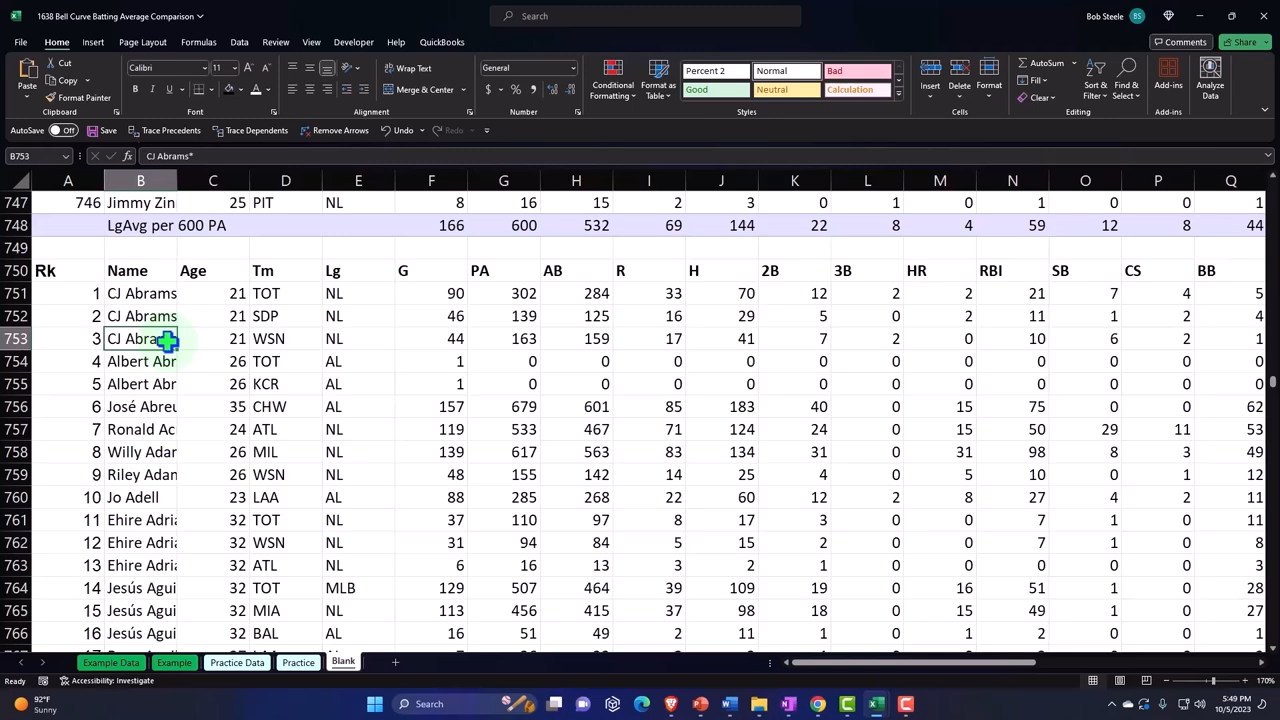 1638 Bell Curve Batting Average Comparison
Search
Bob Steele BS
File Home Insert Page Layout Formulas Data Review View Developer Help QuickBooks Comments Share
Paste Cut Copy Format Painter Clipboard
Calibri 11 B I U A Font
Wrap Text Merge & Center Alignment
General $ % Number
Conditional Formatting Format as Table Percent 2 Normal Bad Good Neutral Calculation Styles
Insert Delete Format Cells
AutoSum Fill Clear Sort & Filter Find & Select Editing
Add-ins Add-ins
Analyze Data
AutoSave Off Save Trace Precedents Trace Dependents Remove Arrows Undo Redo
B753 fx CJ Abrams*
A B C D E F G H I J K L M N O P Q
747 746 Jimmy Zin 25 PIT NL 8 16 15 2 3 0 1 0 1 0 0 1
748 LgAvg per 600 PA 166 600 532 69 144 22 8 4 59 12 8 44
749
750 Rk Name Age Tm Lg G PA AB R H 2B 3B HR RBI SB CS BB
751 1 CJ Abrams 21 TOT NL 90 302 284 33 70 12 2 2 21 7 4 5
752 2 CJ Abrams 21 SDP NL 46 139 125 16 29 5 0 2 11 1 2 4
753 3 CJ Abra 21 WSN NL 44 163 159 17 41 7 2 0 10 6 2 1
754 4 Albert Abr 26 TOT AL 1 0 0 0 0 0 0 0 0 0 0 0
755 5 Albert Abr 26 KCR AL 1 0 0 0 0 0 0 0 0 0 0 0
756 6 José Abreu 35 CHW AL 157 679 601 85 183 40 0 15 75 0 0 62
757 7 Ronald Ac 24 ATL NL 119 533 467 71 124 24 0 15 50 29 11 53
758 8 Willy Adar 26 MIL NL 139 617 563 83 134 31 0 31 98 8 3 49
759 9 Riley Adan 26 WSN NL 48 155 142 14 25 4 0 5 10 0 1 12
760 10 Jo Adell 23 LAA AL 88 285 268 22 60 12 2 8 27 4 2 11
761 11 Ehire Adria 32 TOT NL 37 110 97 8 17 3 0 0 7 1 0 11
762 12 Ehire Adria 32 WSN NL 31 94 84 5 15 2 0 0 7 1 0 8
763 13 Ehire Adria 32 ATL NL 6 16 13 3 2 1 0 0 0 0 0 3
764 14 Jesús Agui 32 TOT MLB 129 507 464 39 109 19 0 16 51 1 0 28
765 15 Jesús Agui 32 MIA NL 113 456 415 37 98 18 0 15 49 1 0 27
766 16 Jesús Agui 32 BAL AL 16 51 49 2 11 1 0 1 2 0 0 1
Example Data Example Practice Data Practice Blank
Ready Accessibility: Investigate 170%
92°F Sunny
Search
5:49 PM
10/5/2023